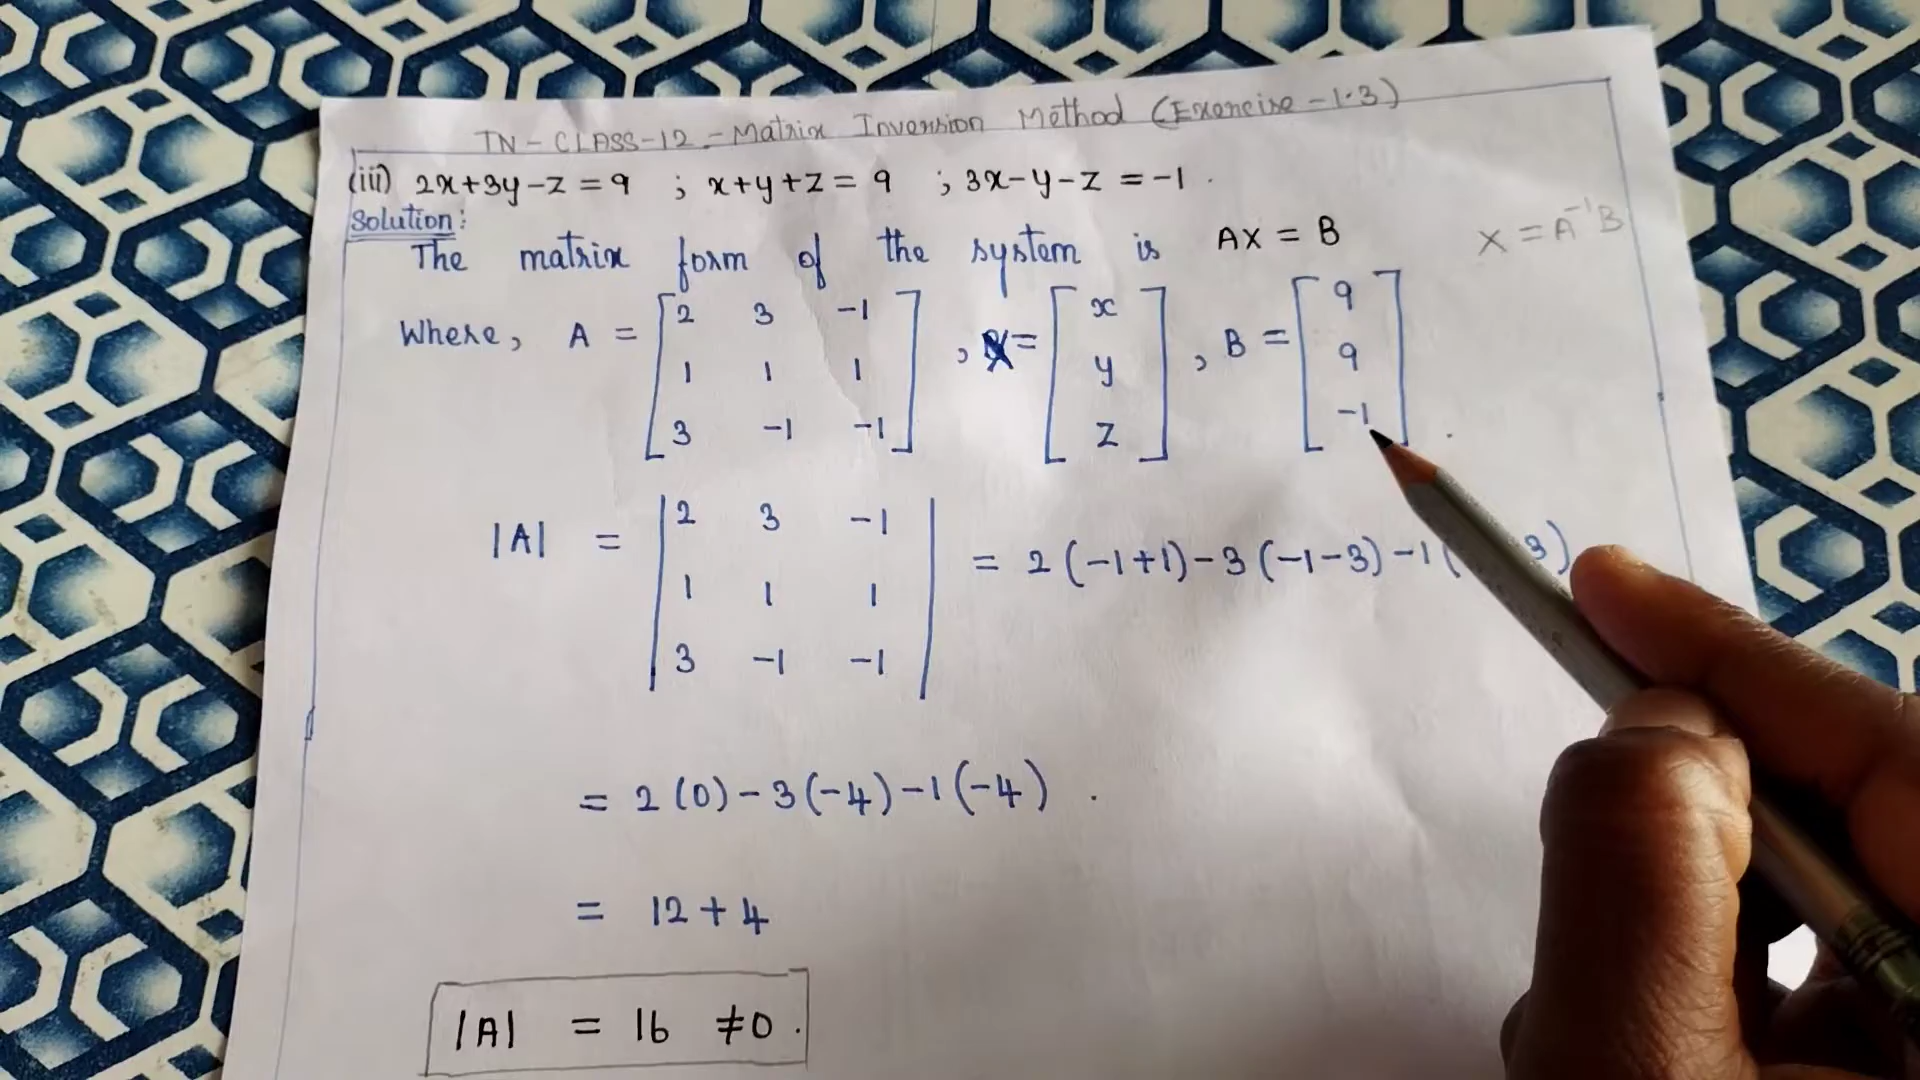 TN - CLASS-12 - Matrix Inversion Method (Exercise - 1.3)
(iii) 2x+3y-z = 9 ; x+y+z = 9 ; 3x-y-z = -1.
Solution:
The matrix form of the system is AX = B
X = A⁻¹B
Where, A = [2 3 -1
1 1 1
3 -1 -1], X = [x
y
z], B = [9
9
-1]
|A| = |2 3 -1
1 1 1
3 -1 -1| = 2(-1+1)-3(-1-3)-1( 3)
= 2(0)-3(-4)-1(-4).
= 12+4
|A| = 16 ≠0.